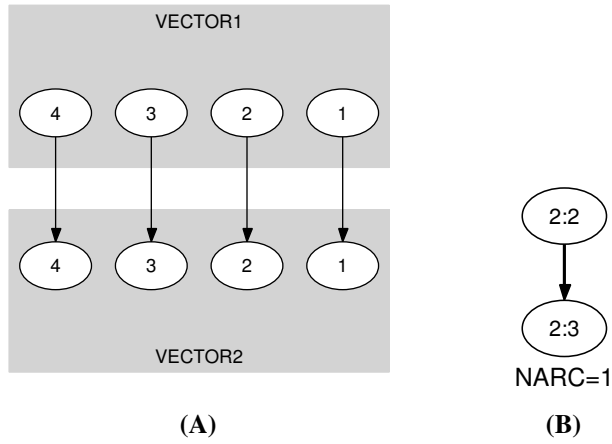 VECTOR1
4 3 2 1
4 3 2 1
VECTOR2
2:2
2:3
NARC=1
(A) (B)